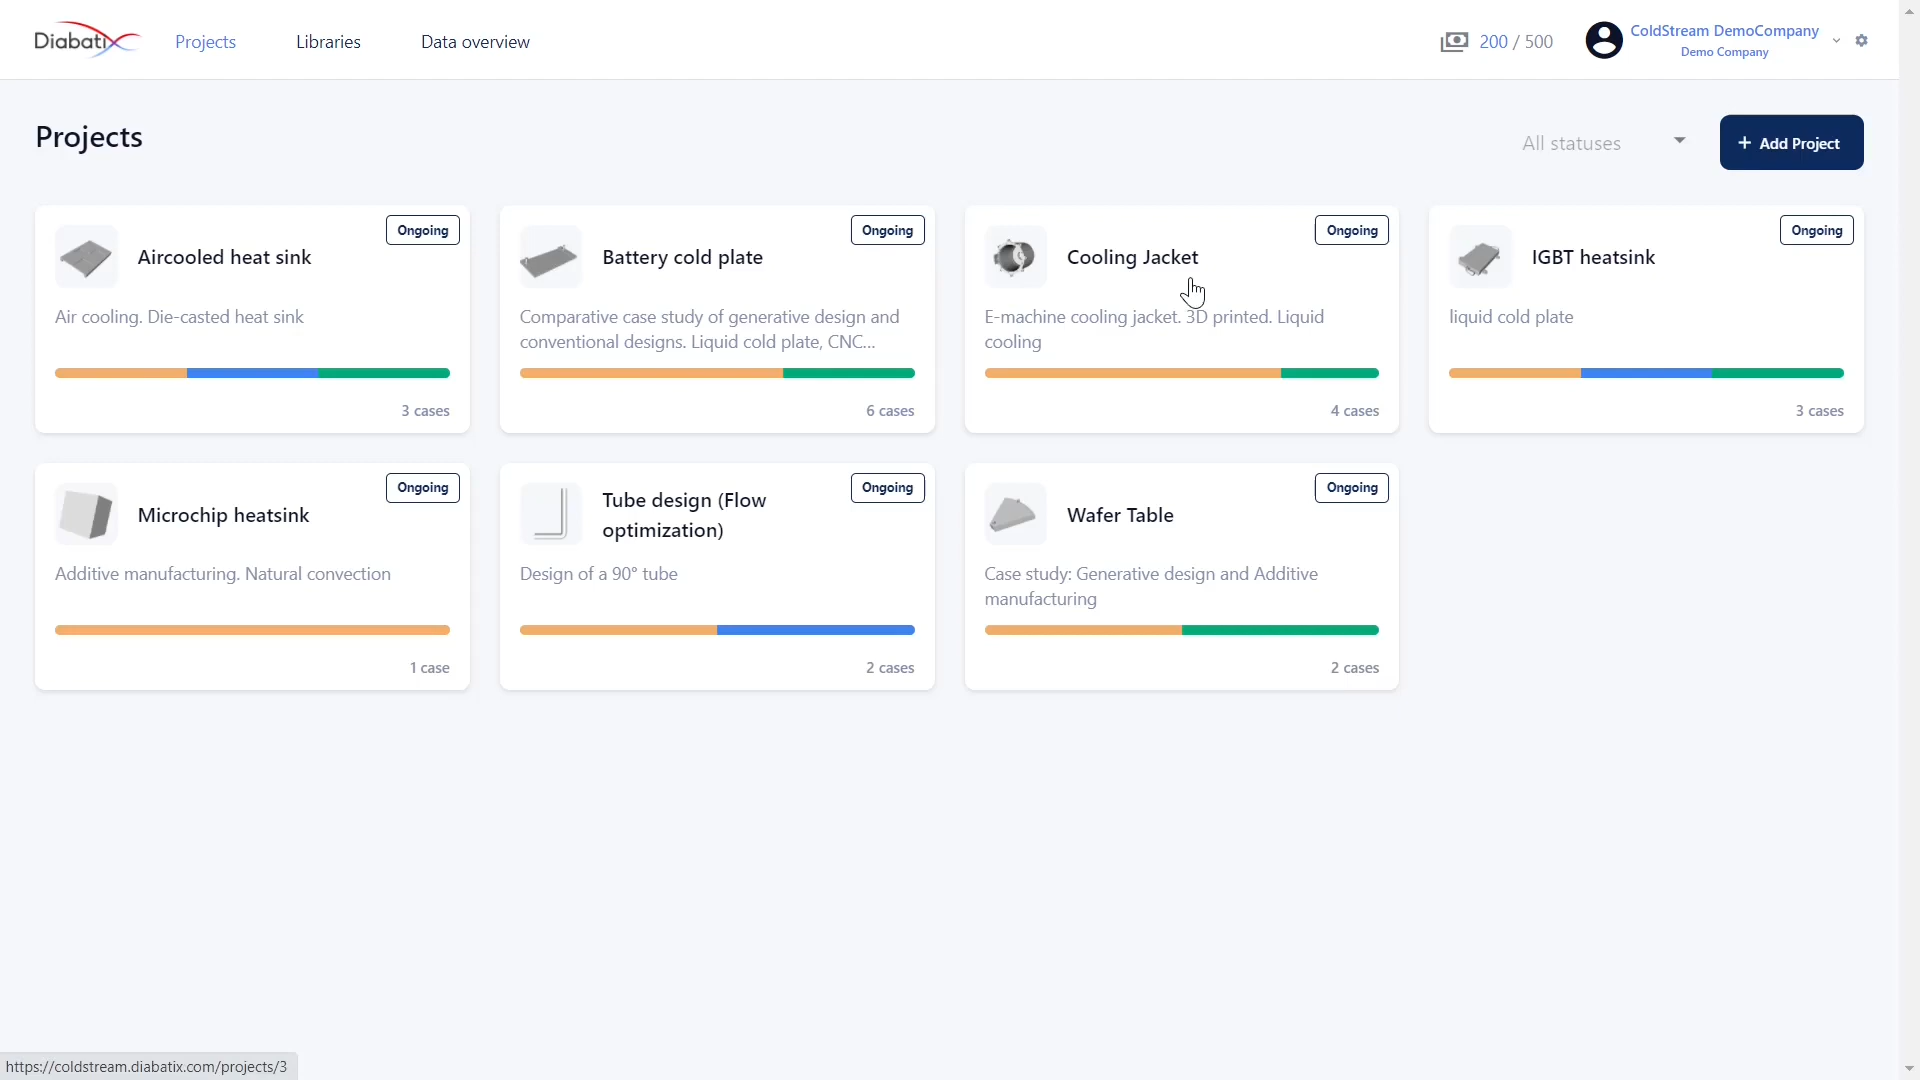 Diabatix
Projects
Libraries
Data overview
200 / 500
ColdStream DemoCompany
Demo Company
Projects
All statuses
+ Add Project
Ongoing
Aircooled heat sink
Air cooling. Die-casted heat sink
3 cases
Ongoing
Battery cold plate
Comparative case study of generative design and
conventional designs. Liquid cold plate, CNC...
6 cases
Ongoing
Cooling Jacket
E-machine cooling jacket. 3D printed. Liquid
cooling
4 cases
Ongoing
IGBT heatsink
liquid cold plate
3 cases
Ongoing
Microchip heatsink
Additive manufacturing. Natural convection
1 case
Ongoing
Tube design (Flow
optimization)
Design of a 90° tube
2 cases
Ongoing
Wafer Table
Case study: Generative design and Additive
manufacturing
2 cases
https://coldstream.diabatix.com/projects/3